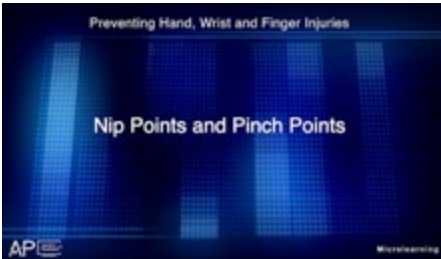 Preventing Hand, Wrist and Finger Injuries
Nip Points and Pinch Points
AP
Microlearning